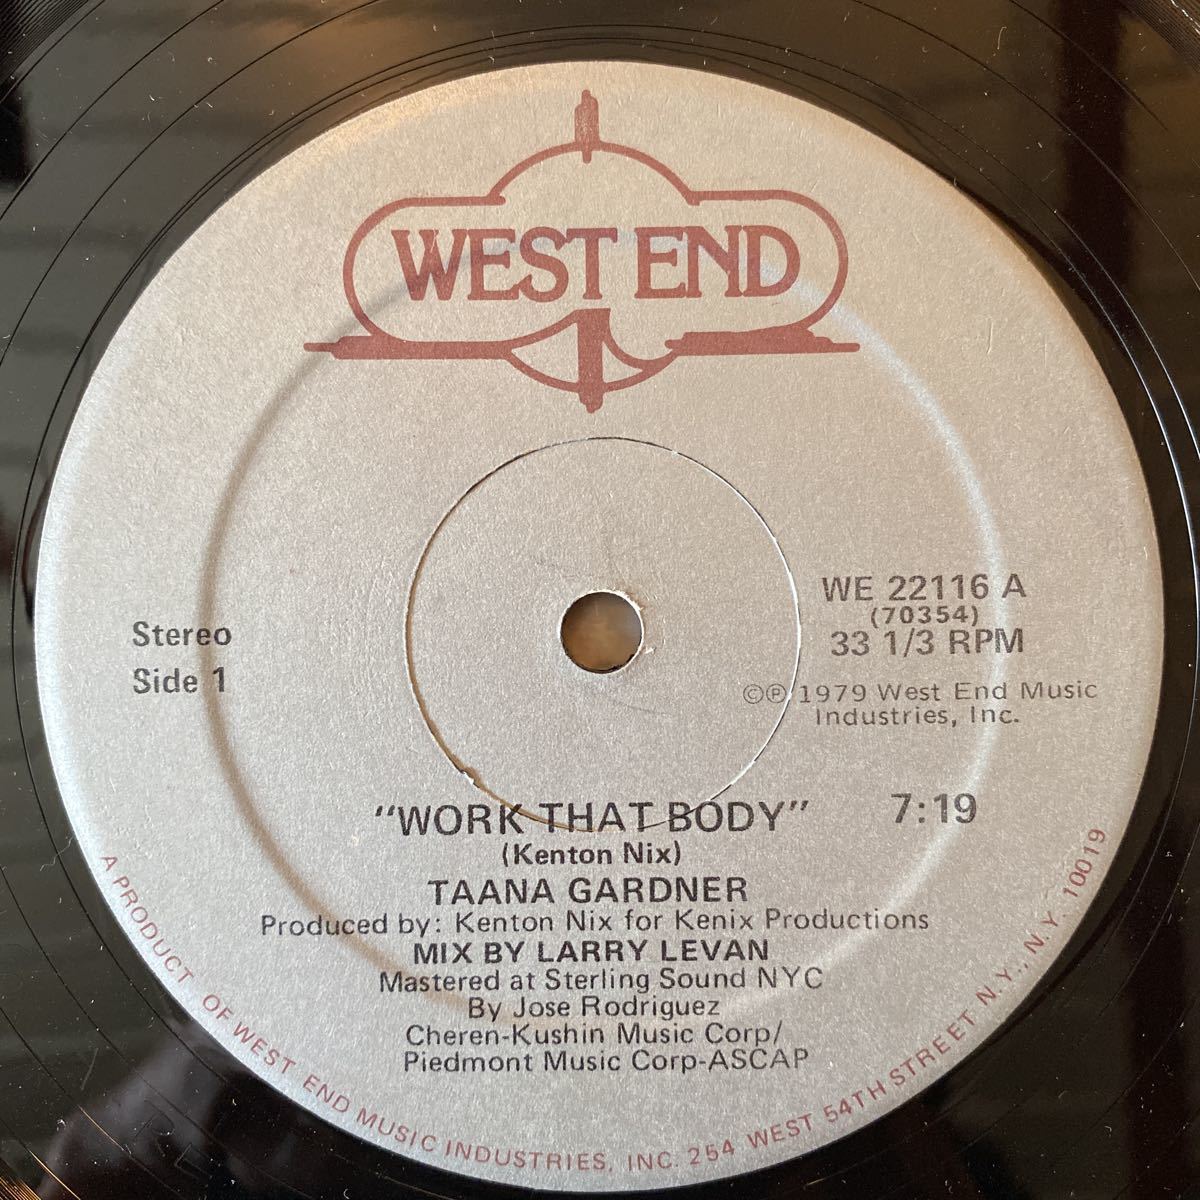 WEST END
Stereo
Side 1
WE 22116 A
(70354)
33 1/3 RPM
©℗ 1979 West End Music
Industries, Inc.
"WORK THAT BODY" 7:19
(Kenton Nix)
TAANA GARDNER
Produced by: Kenton Nix for Kenix Productions
MIX BY LARRY LEVAN
Mastered at Sterling Sound NYC
By Jose Rodriguez
Cheren-Kushin Music Corp/
Piedmont Music Corp-ASCAP
A PRODUCT OF WEST END MUSIC INDUSTRIES, INC. 254 WEST 54TH STREET N.Y., N.Y. 10019